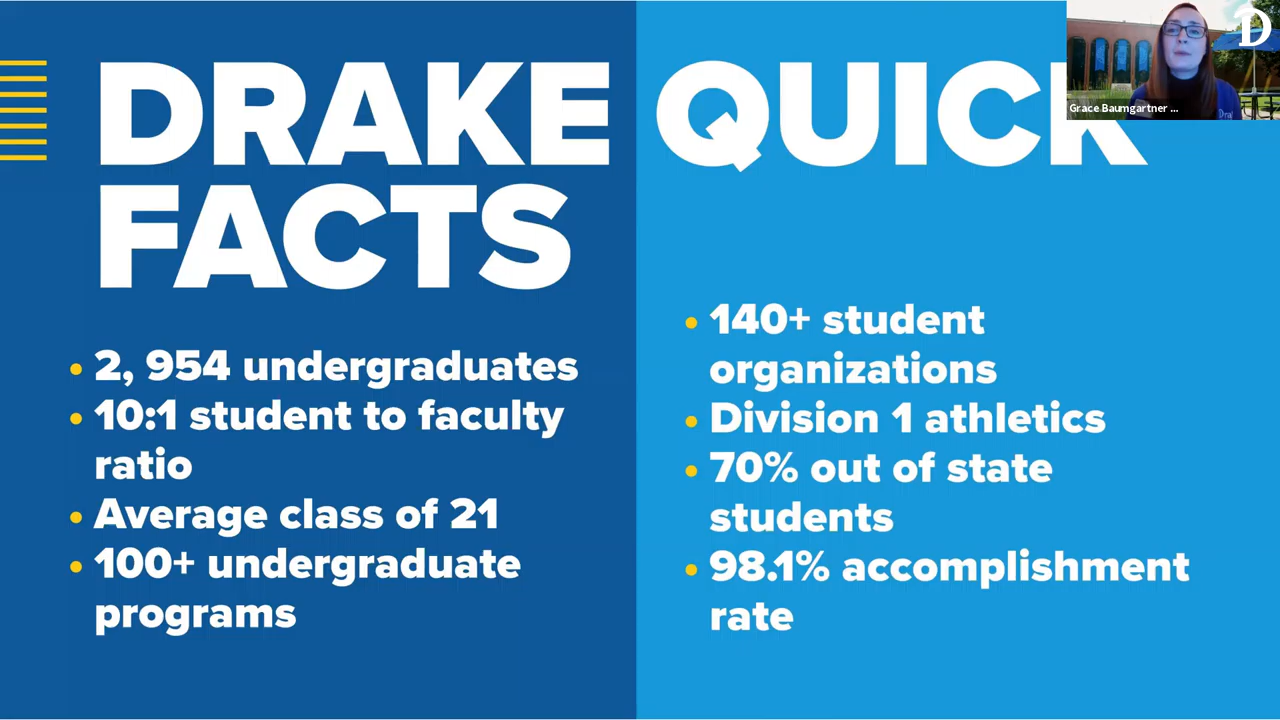 DRAKE QUICK
FACTS
• 2, 954 undergraduates
• 10:1 student to faculty
ratio
• Average class of 21
• 100+ undergraduate
programs
• 140+ student
organizations
• Division 1 athletics
• 70% out of state
students
• 98.1% accomplishment
rate
D
Grace Baumgartner ...